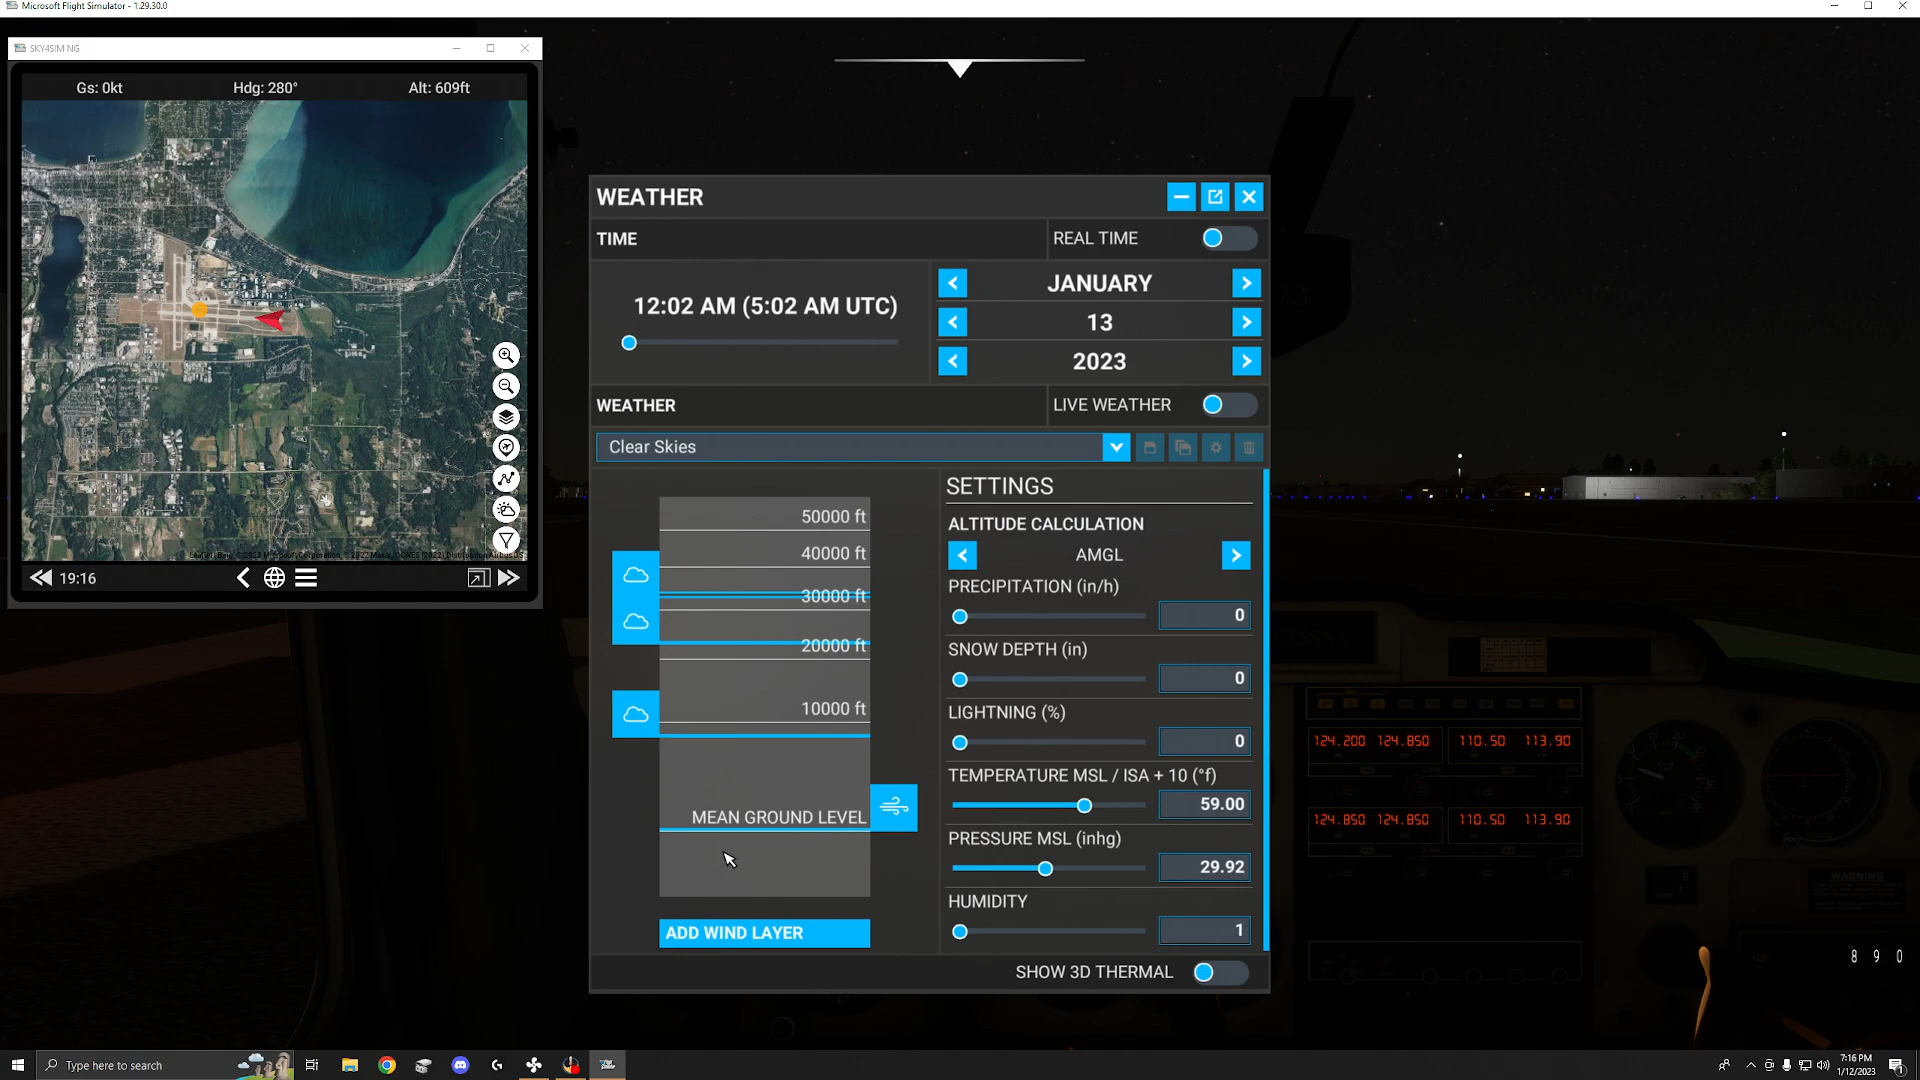 Microsoft Flight Simulator - 1.29.30.0
SKY4SIM NG
Gs: 0kt
Hdg: 280°
Alt: 609ft
19:16
WEATHER
TIME
REAL TIME
12:02 AM (5:02 AM UTC)
JANUARY
13
2023
WEATHER
LIVE WEATHER
Clear Skies
50000 ft
40000 ft
30000 ft
20000 ft
10000 ft
MEAN GROUND LEVEL
ADD WIND LAYER
SETTINGS
ALTITUDE CALCULATION
AMGL
PRECIPITATION (in/h)
0
SNOW DEPTH (in)
0
LIGHTNING (%)
0
TEMPERATURE MSL / ISA + 10 (°f)
59.00
PRESSURE MSL (inhg)
29.92
HUMIDITY
1
SHOW 3D THERMAL
124.200 124.850 110.50 113.90
124.850 124.850 110.50 113.90
WARNING
8 9 0
Type here to search
7:16 PM
1/12/2023